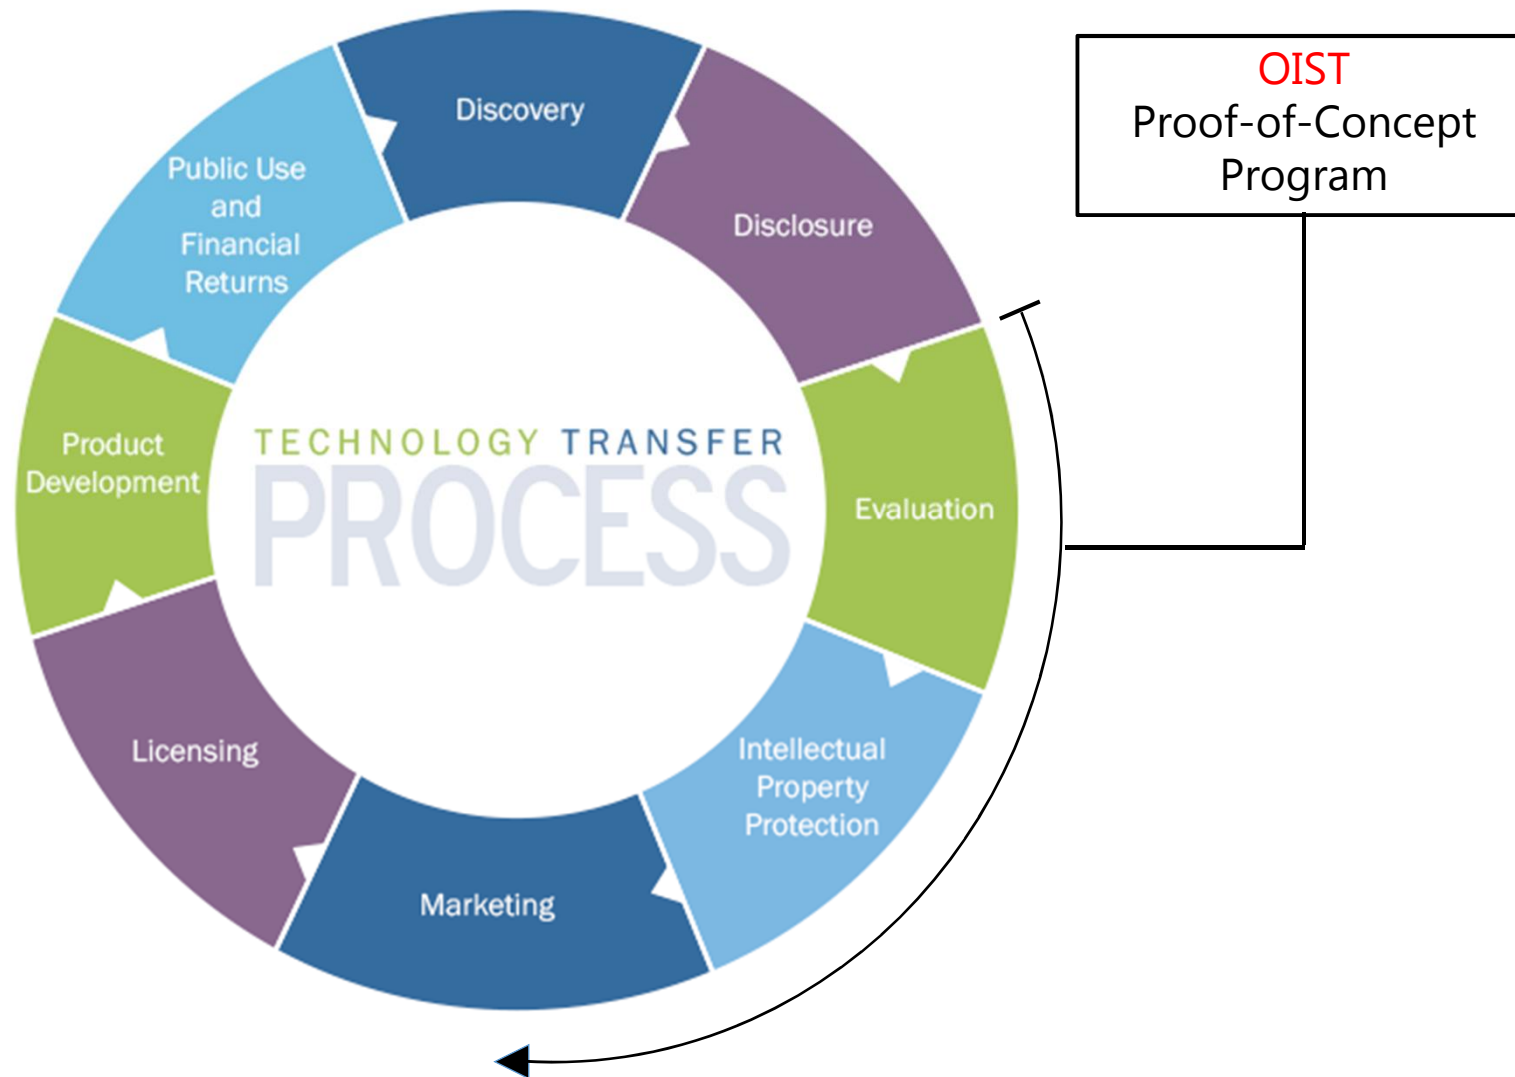 OIST
Proof-of-Concept
Program
Discovery
Disclosure
Evaluation
Intellectual
Property
Protection
Marketing
Licensing
Product
Development
Public Use
and
Financial
Returns
TECHNOLOGY TRANSFER
PROCESS